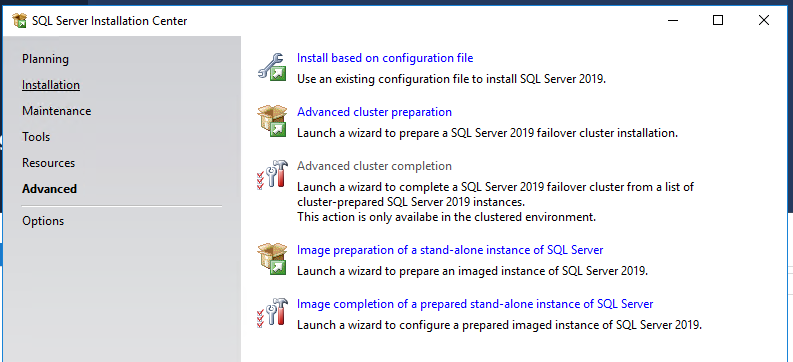 SQL Server Installation Center
Planning
Installation
Maintenance
Tools
Resources
Advanced
Options
Install based on configuration file
Use an existing configuration file to install SQL Server 2019.
Advanced cluster preparation
Launch a wizard to prepare a SQL Server 2019 failover cluster installation.
Advanced cluster completion
Launch a wizard to complete a SQL Server 2019 failover cluster from a list of
cluster-prepared SQL Server 2019 instances.
This action is only availabe in the clustered environment.
Image preparation of a stand-alone instance of SQL Server
Launch a wizard to prepare an imaged instance of SQL Server 2019.
Image completion of a prepared stand-alone instance of SQL Server
Launch a wizard to configure a prepared imaged instance of SQL Server 2019.